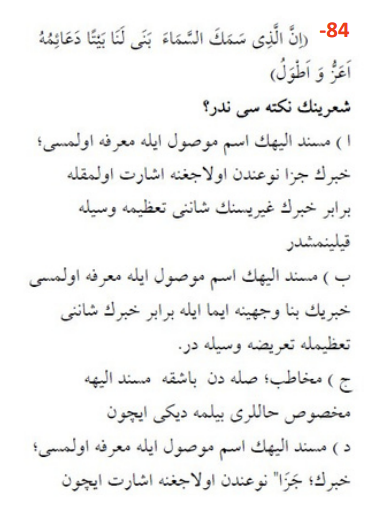 84- (اِنَّ الَّذِى سَمَكَ السَّمَاءَ بَنَى لَنَا بَيْتًا دَعَائِمُهُ
اَعَزُّ وَ اَطْوَلُ)
شعرينك نكته سى ندر؟
ا ) مسند اليهك اسم موصول ايله معرفه اولمسى؛
خبرك جزا نوعندن اولاجغنه اشارت اولمقله
برابر خبرك غيريسنك شاننى تعظيمه وسيله
قيلينمشدر
ب ) مسند اليهك اسم موصول ايله معرفه اولمسى
خبريك بنا وجهينه ايما ايله برابر خبرك شاننى
تعظيمله تعريضه وسيله در.
ج ) مخاطب؛ صله دن باشقه مسند اليهه
مخصوص حاللرى بيلمه ديكى ايچون
د ) مسند اليهك اسم موصول ايله معرفه اولمسى؛
خبرك؛ جَزَا" نوعندن اولاجغنه اشارت ايچون